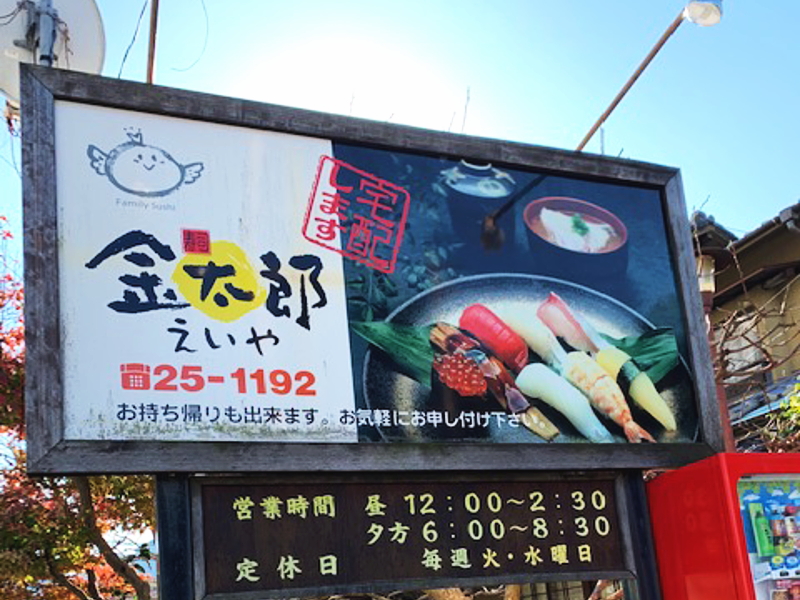 Family Sushi
寿司
金太郎
えいや
25-1192
宅配
します
お持ち帰りも出来ます。お気軽にお申し付け下さい。
営業時間 昼 12:00~2:30
夕方 6:00~8:30
定休日 毎週火・水曜日